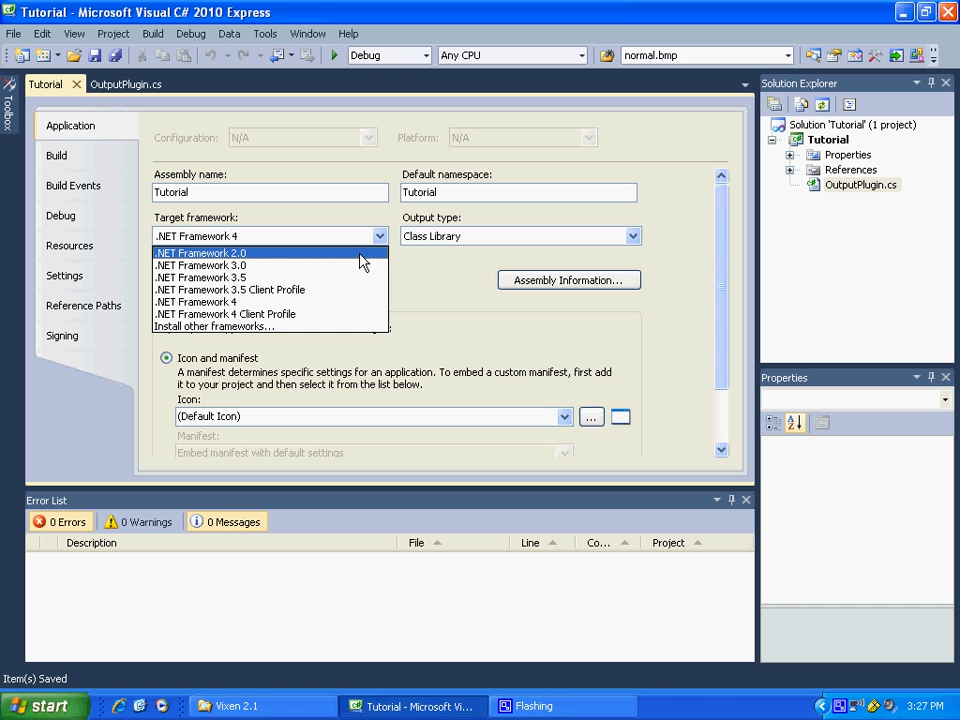 Tutorial - Microsoft Visual C# 2010 Express
File Edit View Project Build Debug Data Tools Window Help
Debug Any CPU normal.bmp
Toolbox
Tutorial OutputPlugin.cs
Application
Build
Build Events
Debug
Resources
Settings
Reference Paths
Signing
Configuration: N/A Platform: N/A
Assembly name: Default namespace:
Tutorial Tutorial
Target framework: Output type:
.NET Framework 4 Class Library
.NET Framework 2.0
.NET Framework 3.0
.NET Framework 3.5
.NET Framework 3.5 Client Profile
.NET Framework 4
.NET Framework 4 Client Profile
Install other frameworks...
Assembly Information...
Icon and manifest
A manifest determines specific settings for an application. To embed a custom manifest, first add
it to your project and then select it from the list below.
Icon:
(Default Icon) ...
Manifest:
Embed manifest with default settings
Solution Explorer
Solution 'Tutorial' (1 project)
Tutorial
Properties
References
OutputPlugin.cs
Properties
Error List
0 Errors 0 Warnings 0 Messages
Description File Line Co... Project
Item(s) Saved
start Vixen 2.1 Tutorial - Microsoft Vi... Flashing 3:27 PM